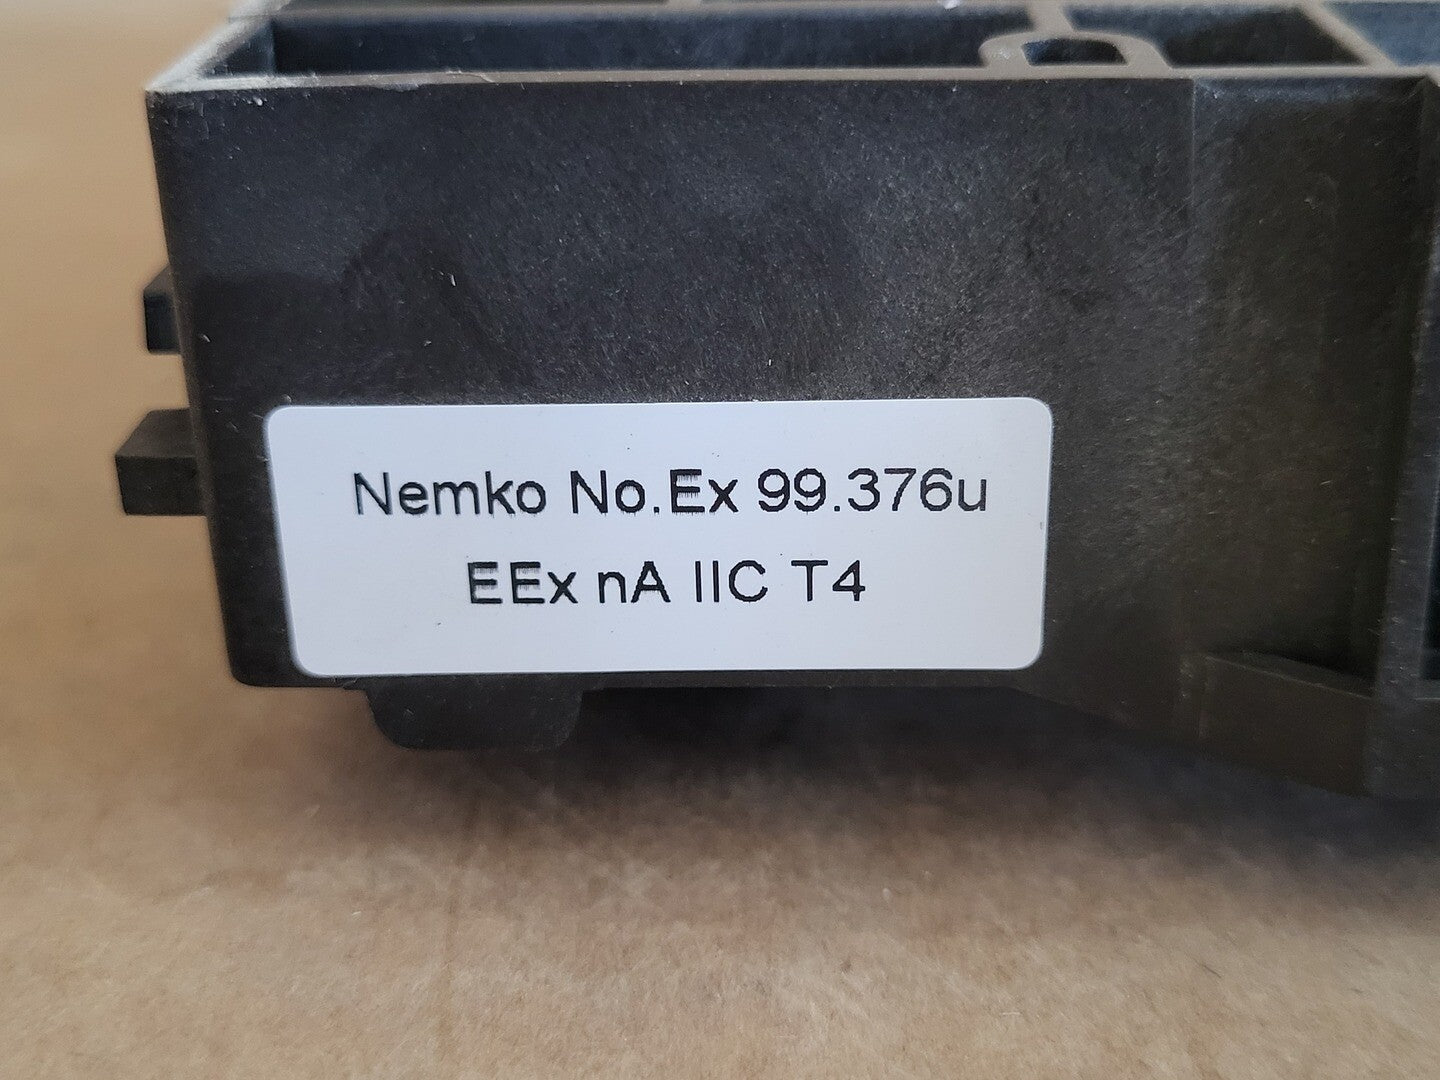 Nemko No.Ex 99.376u
EEx nA IIC T4